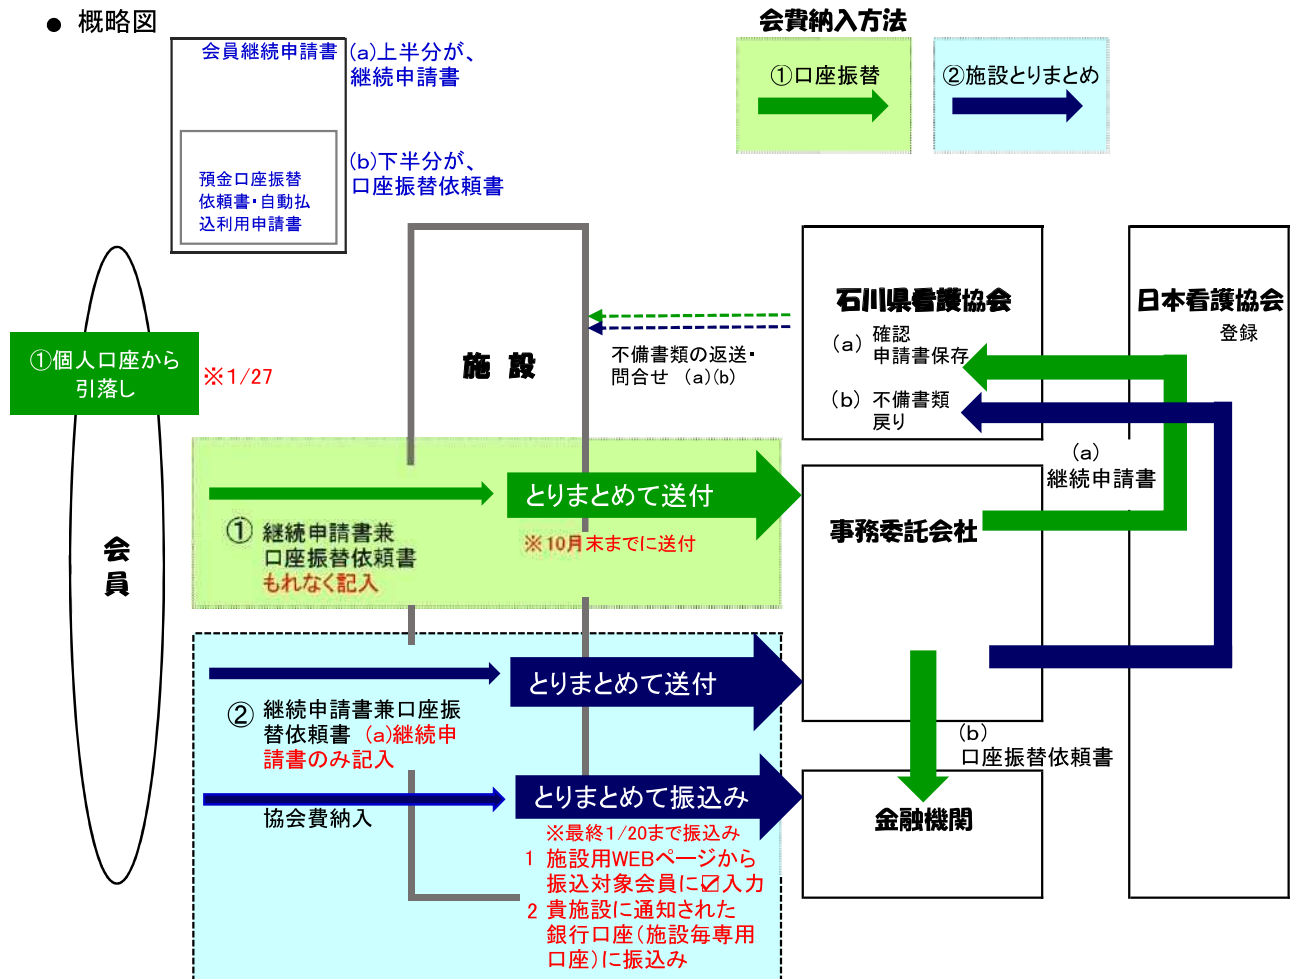 ● 概略図
会員継続申請書
(a)上半分が、
継続申請書
預金口座振替
依頼書・自動払
込利用申請書
(b)下半分が、
口座振替依頼書
会費納入方法
①口座振替
②施設とりまとめ
①個人口座から
引落し
※1/27
会員
施 設
不備書類の返送・
問合せ (a)(b)
石川県看護協会
(a) 確認
申請書保存
(b) 不備書類
戻り
日本看護協会
登録
(a)
継続申請書
① 継続申請書兼
口座振替依頼書
もれなく記入
とりまとめて送付
※10月末までに送付
事務委託会社
② 継続申請書兼口座振
替依頼書 (a)継続申
請書のみ記入
とりまとめて送付
協会費納入
とりまとめて振込み
※最終1/20まで振込み
1 施設用WEBページから
振込対象会員に☑入力
2 貴施設に通知された
銀行口座(施設毎専用
口座)に振込み
(b)
口座振替依頼書
金融機関